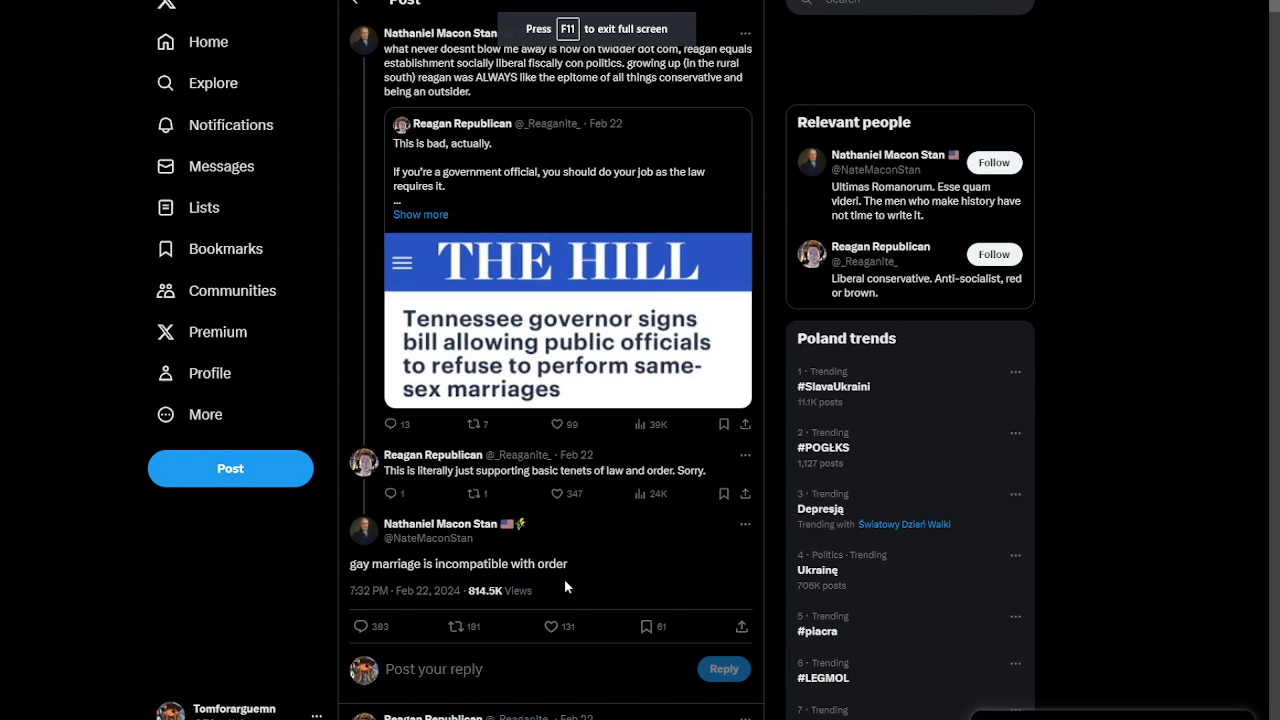 Home
Explore
Notifications
Messages
Lists
Bookmarks
Communities
Premium
Profile
More
Post
Tomforarguemn
Post
Press F11 to exit full screen
Nathaniel Macon Stan
what never doesnt blow me away is how on twidder dot com, reagan equals
establishment socially liberal fiscally con politics. growing up (in the rural
south) reagan was ALWAYS like the epitome of all things conservative and
being an outsider.
Reagan Republican @_Reaganite_ · Feb 22
This is bad, actually.
If you're a government official, you should do your job as the law
requires it.
...
Show more
THE HILL
Tennessee governor signs
bill allowing public officials
to refuse to perform same-
sex marriages
13 7 99 39K
Reagan Republican @_Reaganite_ · Feb 22
This is literally just supporting basic tenets of law and order. Sorry.
1 1 347 24K
Nathaniel Macon Stan
@NateMaconStan
gay marriage is incompatible with order
7:32 PM · Feb 22, 2024 · 814.5K Views
383 181 131 61
Post your reply
Reply
Reagan Republican @_Reaganite_ · Feb 22
Search
Relevant people
Nathaniel Macon Stan
@NateMaconStan
Follow
Ultimas Romanorum. Esse quam
videri. The men who make history have
not time to write it.
Reagan Republican
@_Reaganite_
Follow
Liberal conservative. Anti-socialist, red
or brown.
Poland trends
1 · Trending
#SlavaUkraini
11.1K posts
2 · Trending
#POGŁKS
1,127 posts
3 · Trending
Depresją
Trending with Światowy Dzień Walki
4 · Politics · Trending
Ukrainę
706K posts
5 · Trending
#piacra
6 · Trending
#LEGMOL
7 · Trending